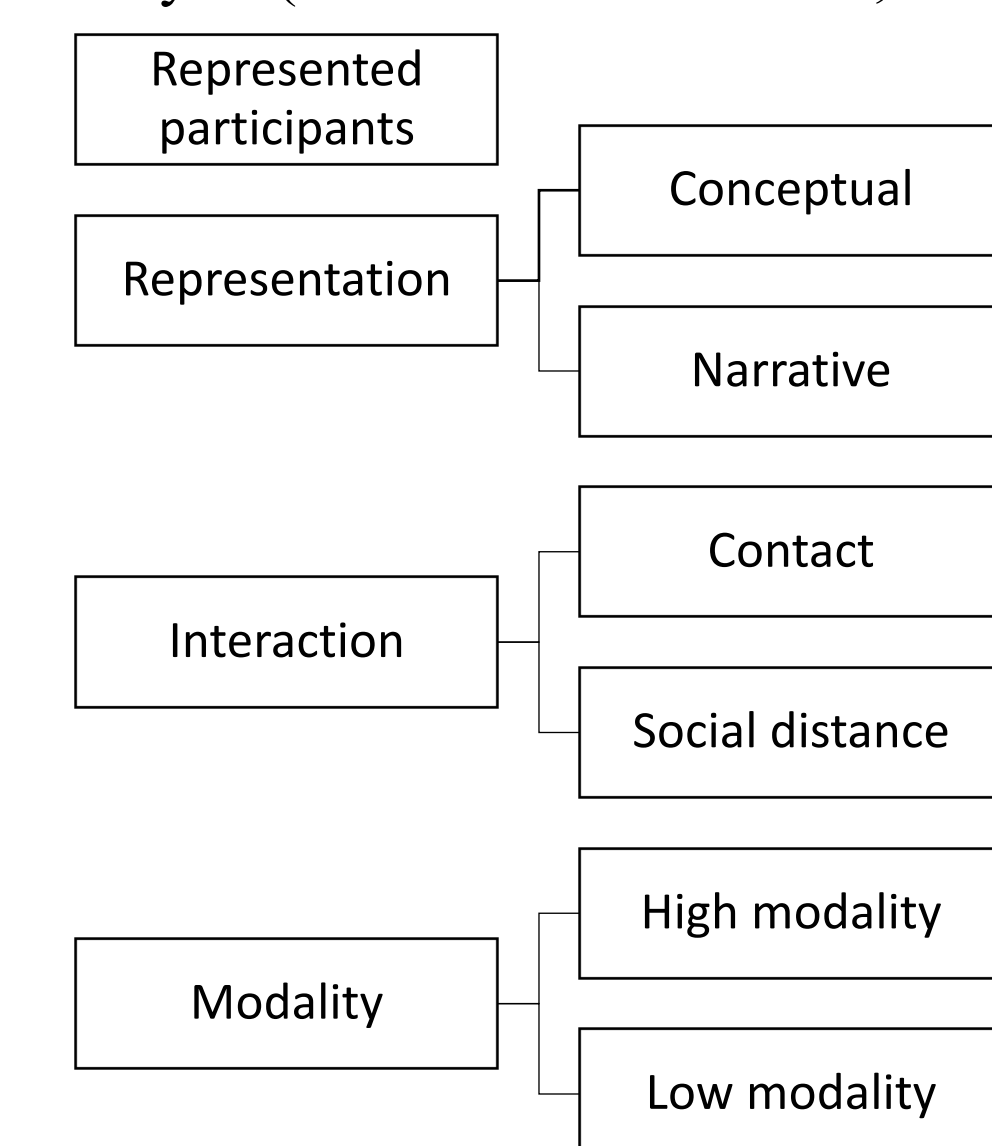 Represented
participants
Conceptual
Representation
Narrative
Contact
Interaction
Social distance
High modality
Modality
Low modality